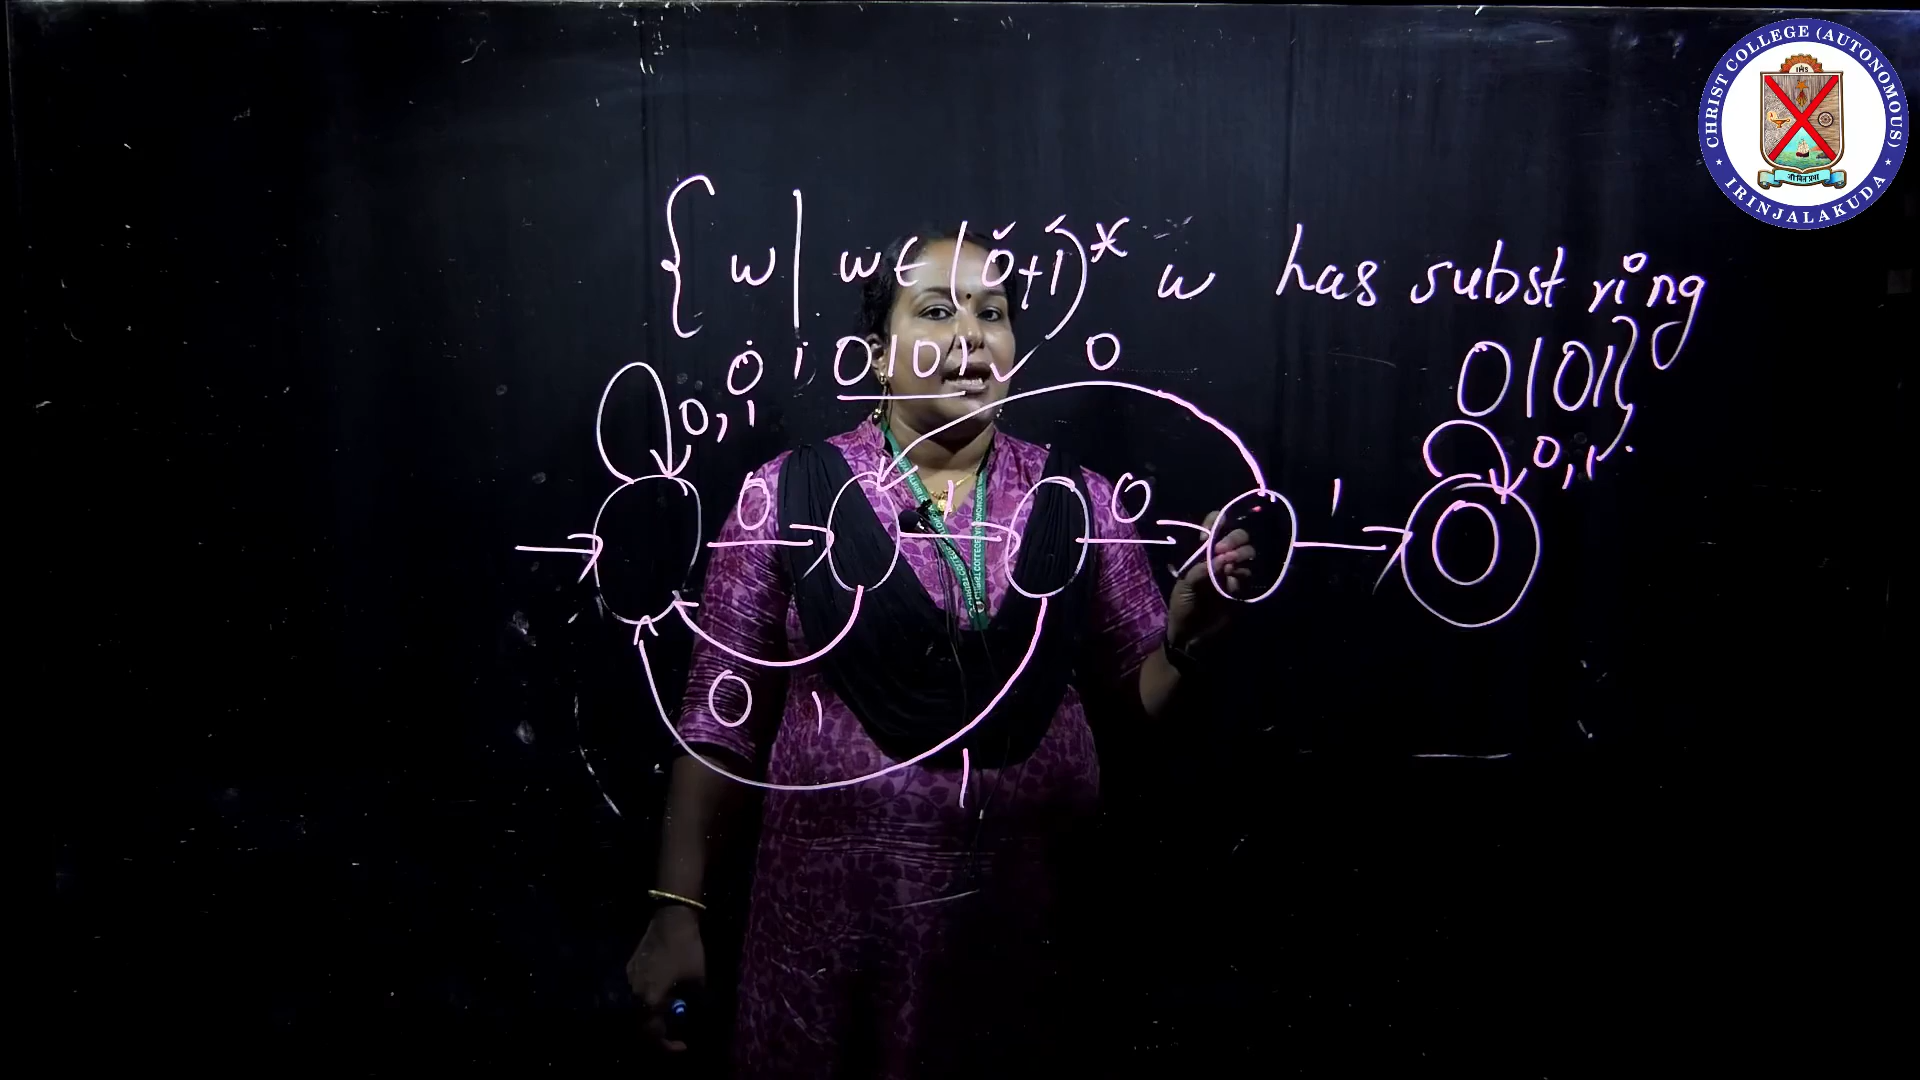 { w | w ∈ (0+1)* w has substring
0 1 0101 ✓ 0 0101}
0, 1 0, 1
0 1 0 1
0 1
1
CHRIST COLLEGE (AUTONOMOUS)
IRINJALAKUDA
IHS